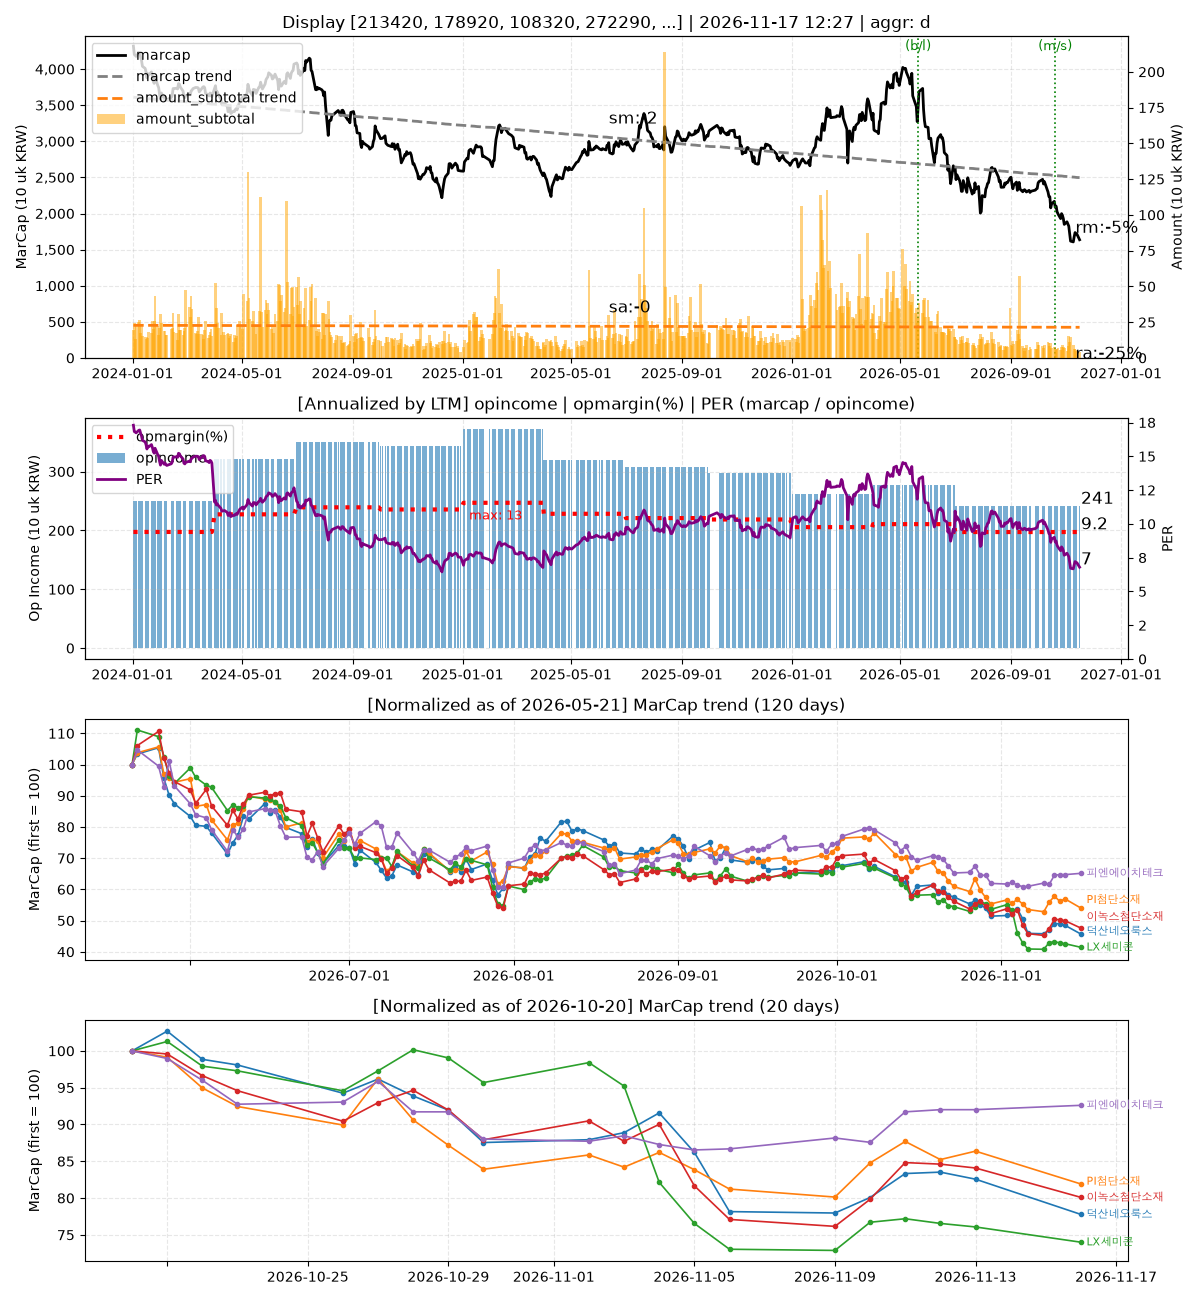 Display [213420, 178920, 108320, 272290, ...] | 2026-11-17 12:27 | aggr: d
(b/l)
(m/s)
marcap
marcap trend
amount_subtotal trend
amount_subtotal
sm:-2
rm:-5%
sa:-0
ra:-25%
MarCap (10 uk KRW)
4,000
3,500
3,000
2,500
2,000
1,500
1,000
500
0
Amount (10 uk KRW)
200
175
150
125
100
75
50
25
0
2024-01-01 2024-05-01 2024-09-01 2025-01-01 2025-05-01 2025-09-01 2026-01-01 2026-05-01 2026-09-01 2027-01-01
[Annualized by LTM] opincome | opmargin(%) | PER (marcap / opincome)
opmargin(%)
opincome
PER
max: 13
241
9.2
7
Op Income (10 uk KRW)
300
200
100
0
PER
18
15
12
10
8
5
2
0
2024-01-01 2024-05-01 2024-09-01 2025-01-01 2025-05-01 2025-09-01 2026-01-01 2026-05-01 2026-09-01 2027-01-01
[Normalized as of 2026-05-21] MarCap trend (120 days)
MarCap (first = 100)
110
100
90
80
70
60
50
40
피엔에이치테크
PI첨단소재
이녹스첨단소재
덕산네오룩스
LX세미콘
2026-07-01 2026-08-01 2026-09-01 2026-10-01 2026-11-01
[Normalized as of 2026-10-20] MarCap trend (20 days)
MarCap (first = 100)
100
95
90
85
80
75
피엔에이치테크
PI첨단소재
이녹스첨단소재
덕산네오룩스
LX세미콘
2026-10-25 2026-10-29 2026-11-01 2026-11-05 2026-11-09 2026-11-13 2026-11-17